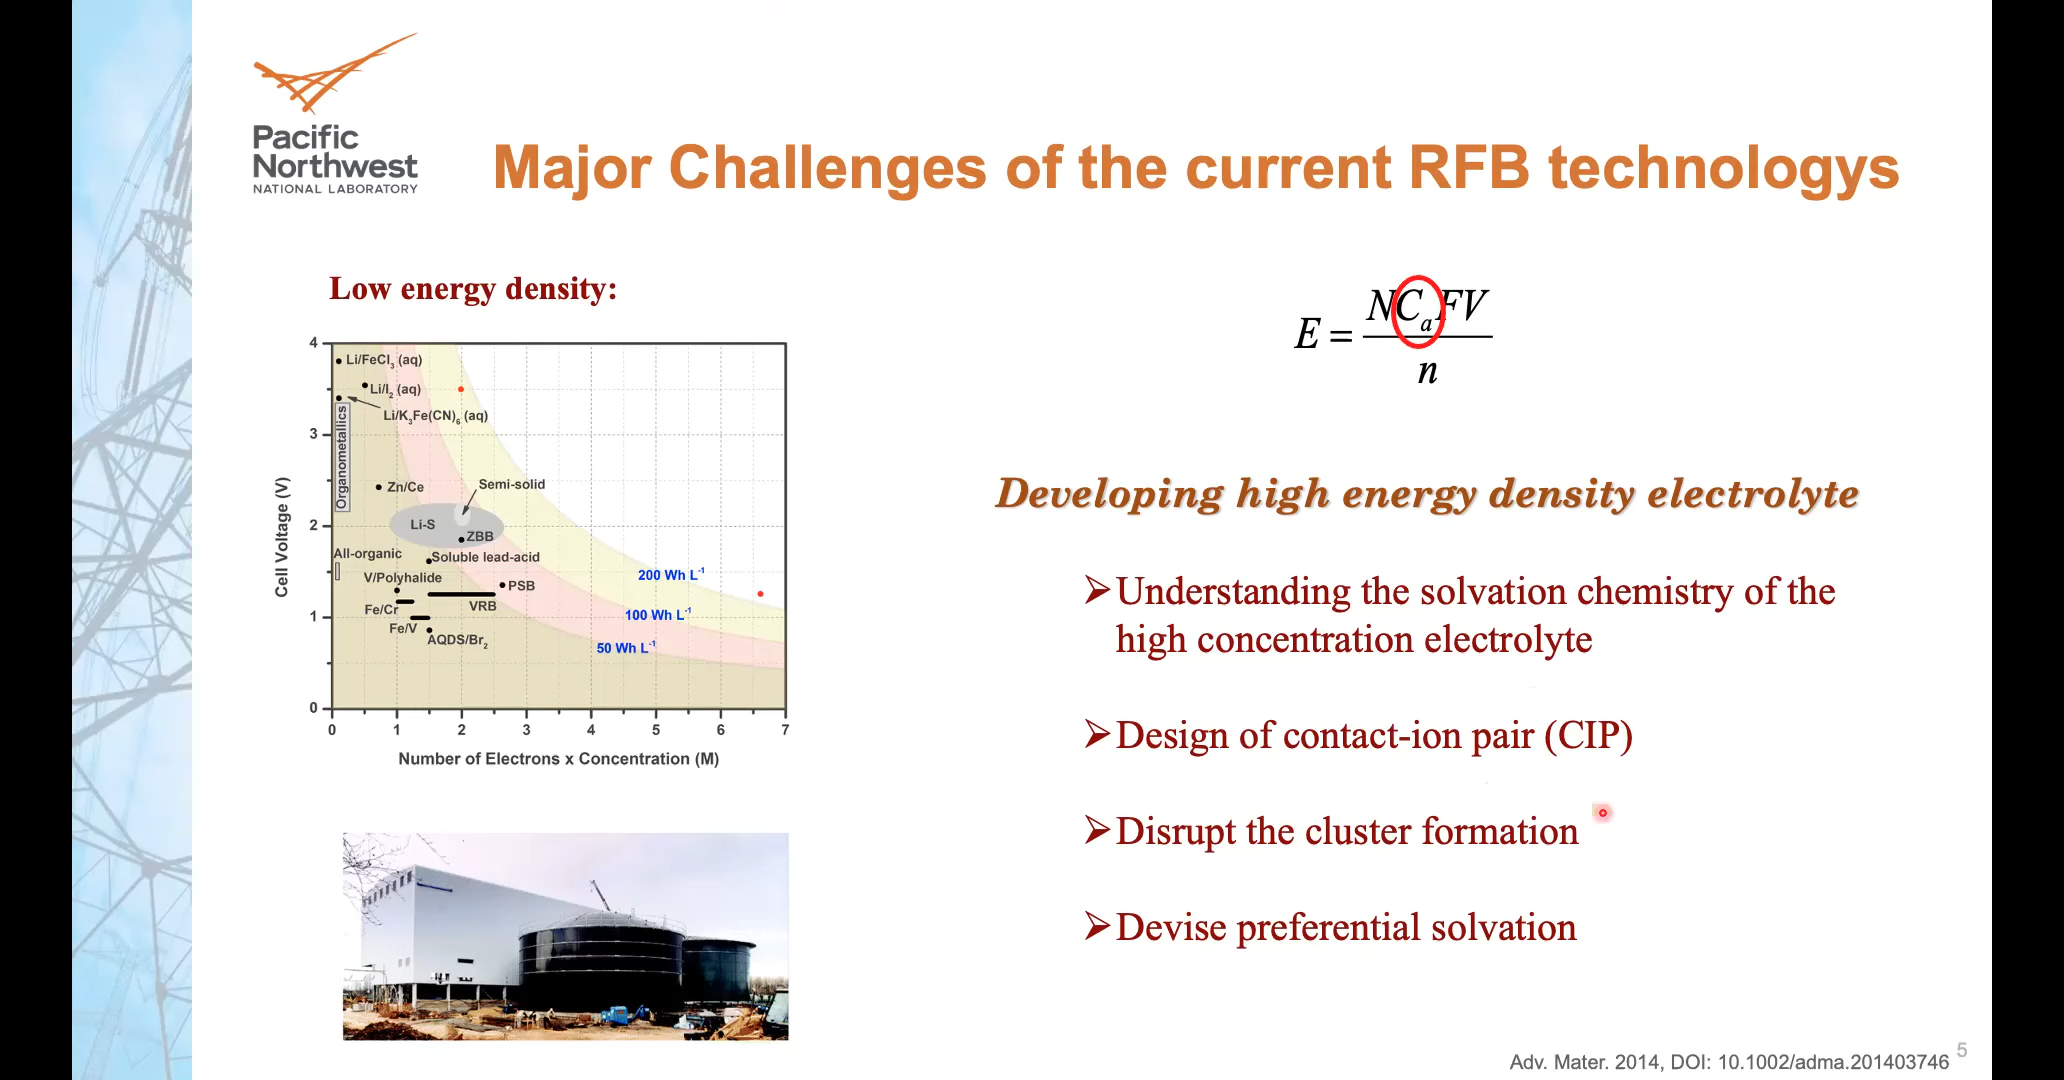 Pacific
Northwest
NATIONAL LABORATORY
Major Challenges of the current RFB technologys
Low energy density:
4
3
2
1
0
Cell Voltage (V)
Li/FeCl3 (aq)
Li/I2 (aq)
Li/K3Fe(CN)6 (aq)
Organometallics
Zn/Ce
Semi-solid
Li-S
ZBB
All-organic
Soluble lead-acid
V/Polyhalide
PSB
Fe/Cr
VRB
Fe/V
AQDS/Br2
200 Wh L-1
100 Wh L-1
50 Wh L-1
0 1 2 3 4 5 6 7
Number of Electrons x Concentration (M)
E = NCaFV / n
Developing high energy density electrolyte
➢Understanding the solvation chemistry of the
high concentration electrolyte
➢Design of contact-ion pair (CIP)
➢Disrupt the cluster formation
➢Devise preferential solvation
Adv. Mater. 2014, DOI: 10.1002/adma.201403746
5